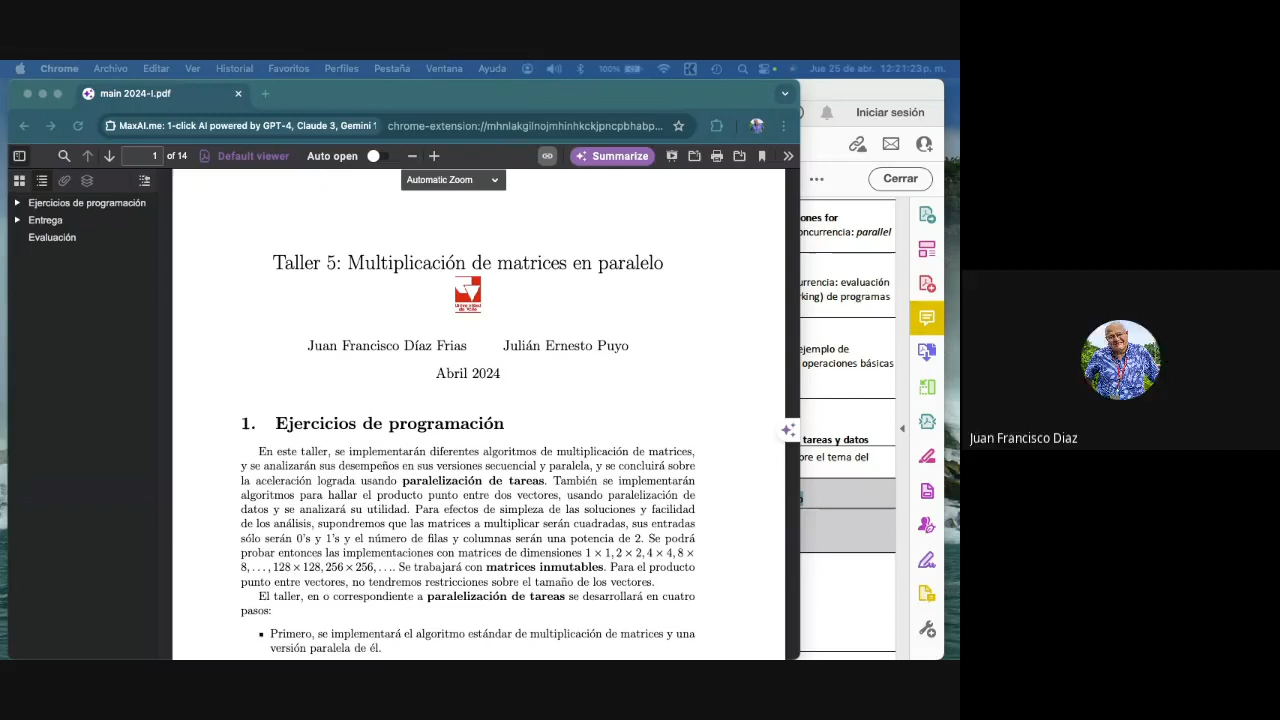 Chrome Archivo Editar Ver Historial Favoritos Perfiles Pestaña Ventana Ayuda 100% Jue 25 de abr. 12:21:23 p. m.
main 2024-I.pdf
MaxAI.me: 1-click AI powered by GPT-4, Claude 3, Gemini 1 chrome-extension://mhnlakgilnojmhinhkckjpncpbhabp...
1 of 14 Default viewer Auto open Summarize
Automatic Zoom
Ejercicios de programación
Entrega
Evaluación
Taller 5: Multiplicación de matrices en paralelo
Universidad
del Valle
Juan Francisco Díaz Frias Julián Ernesto Puyo
Abril 2024
1. Ejercicios de programación
En este taller, se implementarán diferentes algoritmos de multiplicación de matrices,
y se analizarán sus desempeños en sus versiones secuencial y paralela, y se concluirá sobre
la aceleración lograda usando paralelización de tareas. También se implementarán
algoritmos para hallar el producto punto entre dos vectores, usando paralelización de
datos y se analizará su utilidad. Para efectos de simpleza de las soluciones y facilidad
de los análisis, supondremos que las matrices a multiplicar serán cuadradas, sus entradas
sólo serán 0's y 1's y el número de filas y columnas serán una potencia de 2. Se podrá
probar entonces las implementaciones con matrices de dimensiones 1 × 1, 2 × 2, 4 × 4, 8 ×
8, . . . , 128 × 128, 256 × 256, . . .. Se trabajará con matrices inmutables. Para el producto
punto entre vectores, no tendremos restricciones sobre el tamaño de los vectores.
El taller, en o correspondiente a paralelización de tareas se desarrollará en cuatro
pasos:
▪ Primero, se implementará el algoritmo estándar de multiplicación de matrices y una
versión paralela de él.
Iniciar sesión
Cerrar
ones for
oncurrencia: parallel
urrencia: evaluación
rking) de programas
ejemplo de
operaciones básicas
tareas y datos
bre el tema del
Juan Francisco Diaz